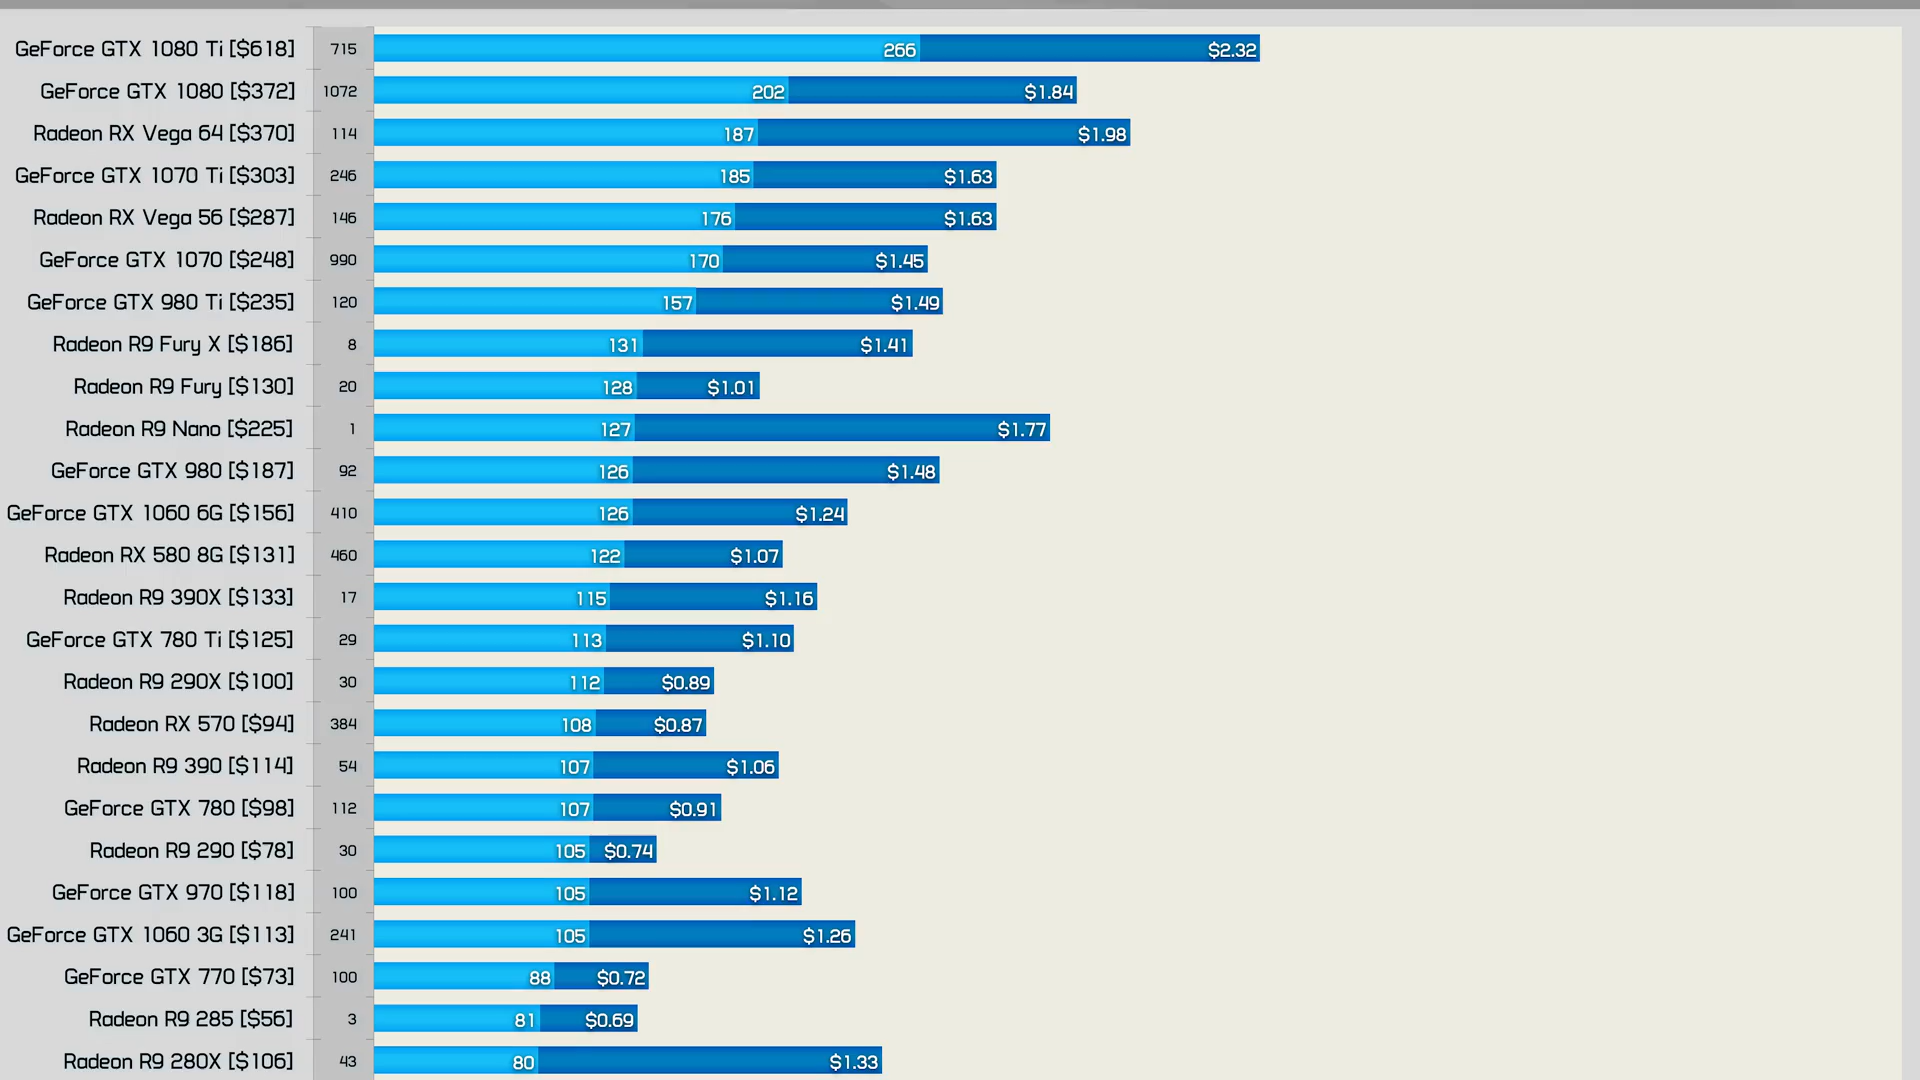 GeForce GTX 1080 Ti [$618] 715 266 $2.32
GeForce GTX 1080 [$372] 1072 202 $1.84
Radeon RX Vega 64 [$370] 114 187 $1.98
GeForce GTX 1070 Ti [$303] 246 185 $1.63
Radeon RX Vega 56 [$287] 146 176 $1.63
GeForce GTX 1070 [$248] 990 170 $1.45
GeForce GTX 980 Ti [$235] 120 157 $1.49
Radeon R9 Fury X [$186] 8 131 $1.41
Radeon R9 Fury [$130] 20 128 $1.01
Radeon R9 Nano [$225] 1 127 $1.77
GeForce GTX 980 [$187] 92 126 $1.48
GeForce GTX 1060 6G [$156] 410 126 $1.24
Radeon RX 580 8G [$131] 460 122 $1.07
Radeon R9 390X [$133] 17 115 $1.16
GeForce GTX 780 Ti [$125] 29 113 $1.10
Radeon R9 290X [$100] 30 112 $0.89
Radeon RX 570 [$94] 384 108 $0.87
Radeon R9 390 [$114] 54 107 $1.06
GeForce GTX 780 [$98] 112 107 $0.91
Radeon R9 290 [$78] 30 105 $0.74
GeForce GTX 970 [$118] 100 105 $1.12
GeForce GTX 1060 3G [$113] 241 105 $1.26
GeForce GTX 770 [$73] 100 88 $0.72
Radeon R9 285 [$56] 3 81 $0.69
Radeon R9 280X [$106] 43 80 $1.33